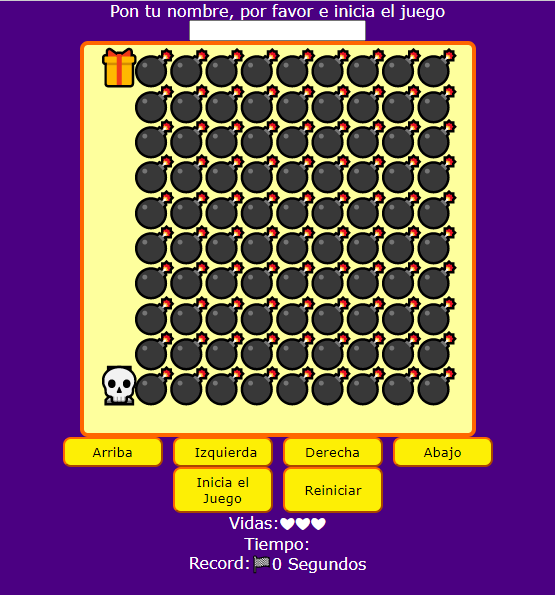 Pon tu nombre, por favor e inicia el juego
Arriba
Izquierda
Derecha
Abajo
Inicia el
Juego
Reiniciar
Vidas:
Tiempo:
Record: 0 Segundos